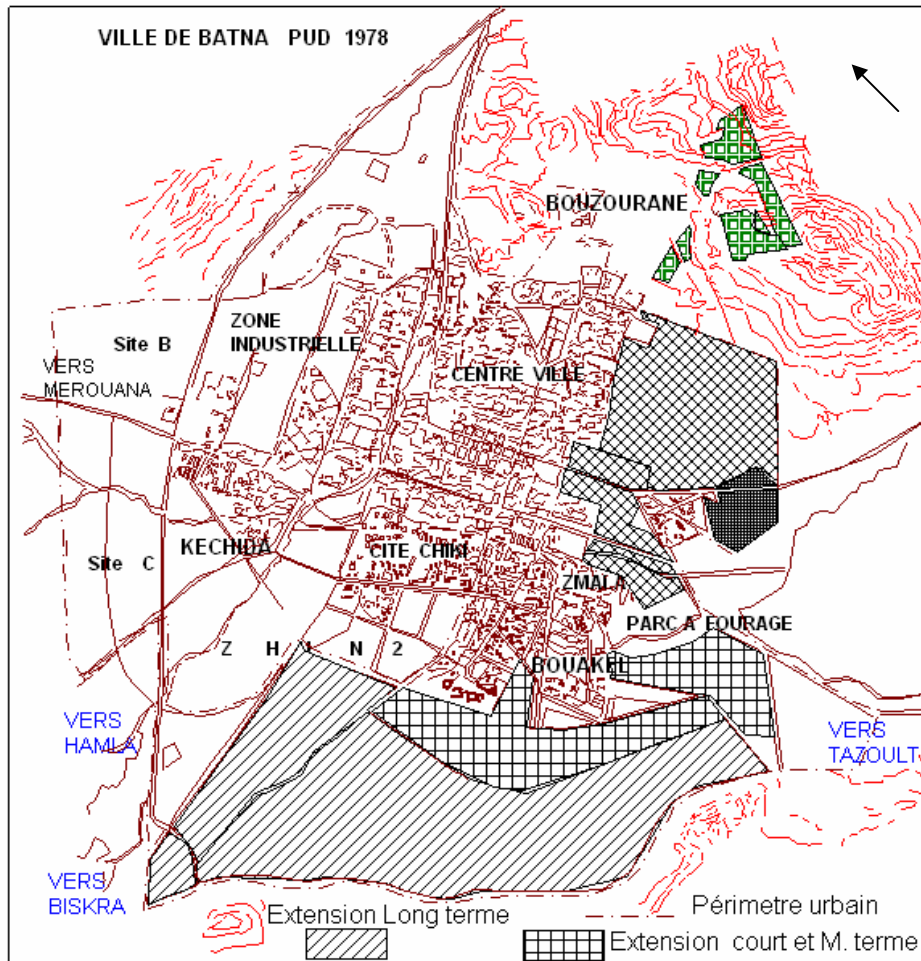 VILLE DE BATNA PUD 1978
BOUZOURANE
ZONE
INDUSTRIELLE
Site B
VERS
MEROUANA
CENTRE VILLE
KECHIDA
CITE CHIKI
Site C
ZMALA
PARC A FOURAGE
Z H U N 2
BOUAKEL
VERS
HAMLA
VERS
TAZOULT
VERS
BISKRA
Extension Long terme
Périmetre urbain
Extension court et M. terme